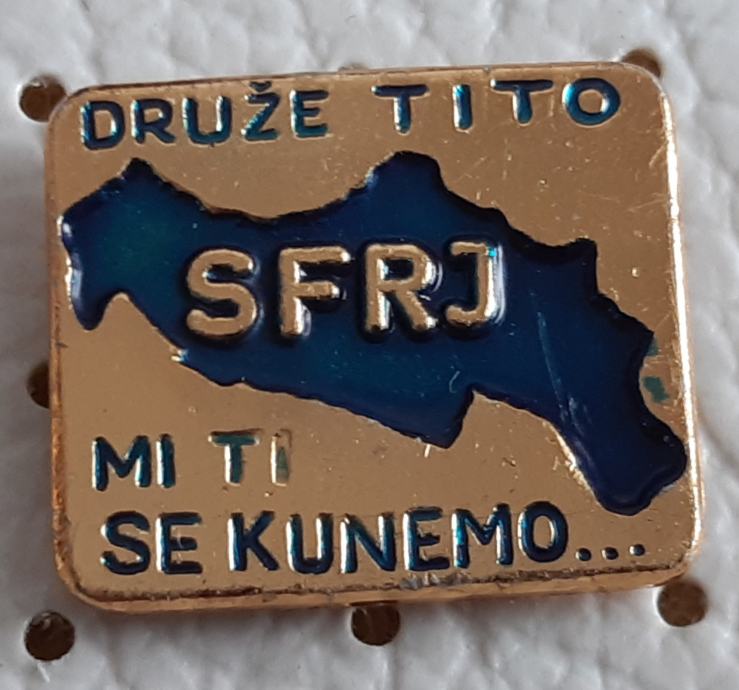 DRUŽE TITO
SFRJ
MI TI
SE KUNEMO...